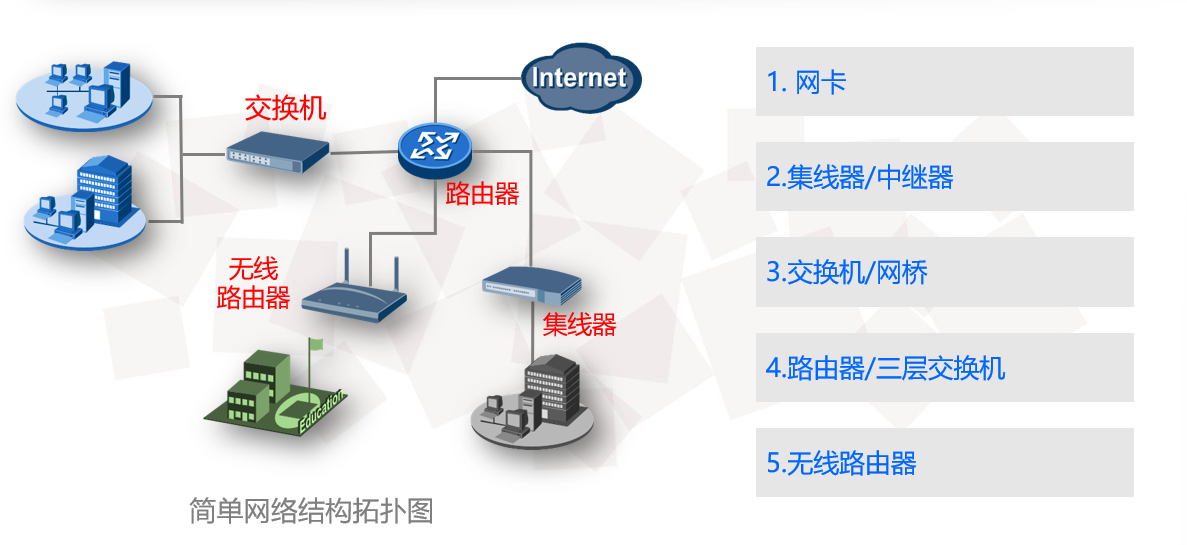 Internet
交换机
路由器
无线
路由器
集线器
Education
简单网络结构拓扑图
1. 网卡
2.集线器/中继器
3.交换机/网桥
4.路由器/三层交换机
5.无线路由器